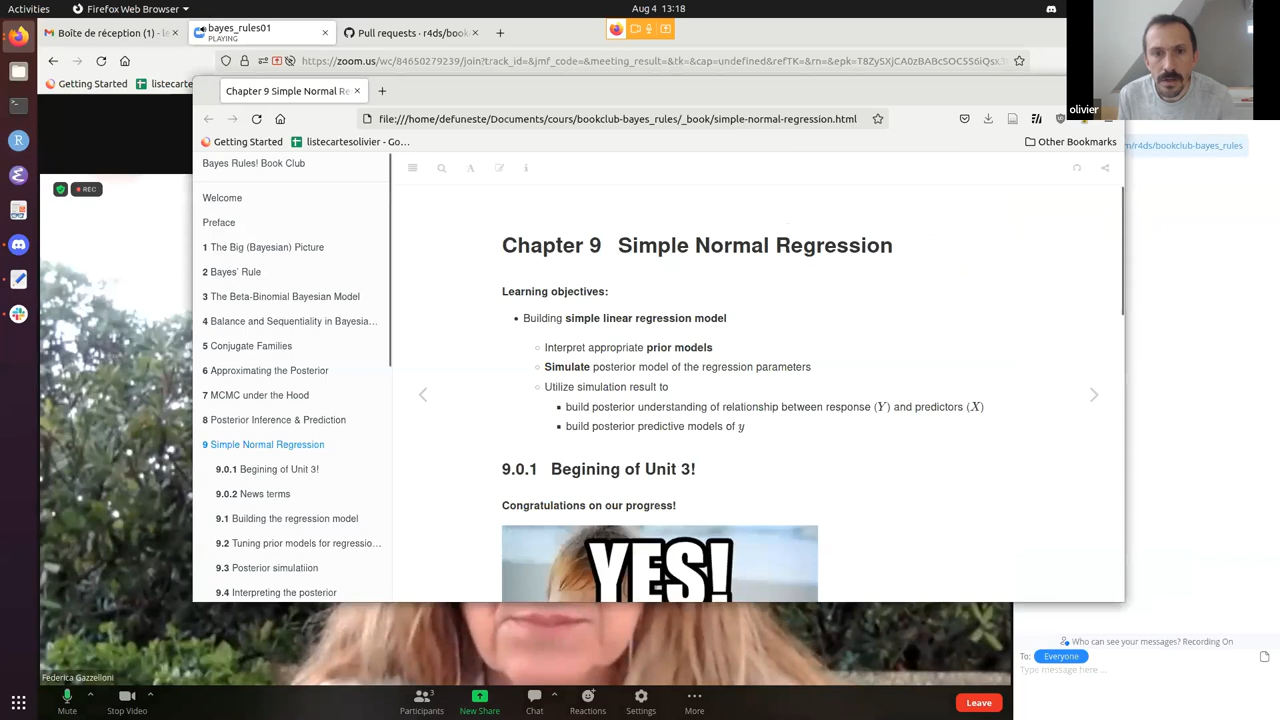 Activities
Firefox Web Browser
Aug 4 13:18
Boîte de réception (1) - le
bayes_rules01
PLAYING
Pull requests · r4ds/book
https://zoom.us/wc/84650279239/join?track_id=&jmf_code=&meeting_result=&tk=&cap=undefined&refTK=&rn=&epk=
Getting Started
listecartes
Chapter 9 Simple Normal Re
file:///home/defuneste/Documents/cours/bookclub-bayes_rules/_book/simple-normal-regression.html
Getting Started
listecartesolivier - Go…
Other Bookmarks
olivier
m/r4ds/bookclub-bayes_rules
REC
Bayes Rules! Book Club
Welcome
Preface
1 The Big (Bayesian) Picture
2 Bayes' Rule
3 The Beta-Binomial Bayesian Model
4 Balance and Sequentiality in Bayesia…
5 Conjugate Families
6 Approximating the Posterior
7 MCMC under the Hood
8 Posterior Inference & Prediction
9 Simple Normal Regression
9.0.1 Begining of Unit 3!
9.0.2 News terms
9.1 Building the regression model
9.2 Tuning prior models for regressio…
9.3 Posterior simulatiion
9.4 Interpreting the posterior
Chapter 9 Simple Normal Regression
Learning objectives:
Building simple linear regression model
Interpret appropriate prior models
Simulate posterior model of the regression parameters
Utilize simulation result to
build posterior understanding of relationship between response (Y) and predictors (X)
build posterior predictive models of y
9.0.1 Begining of Unit 3!
Congratulations on our progress!
YES!
Federica Gazzelloni
Who can see your messages? Recording On
To: Everyone
Type message here ...
Mute
Stop Video
3
Participants
New Share
Chat
Reactions
Settings
More
Leave